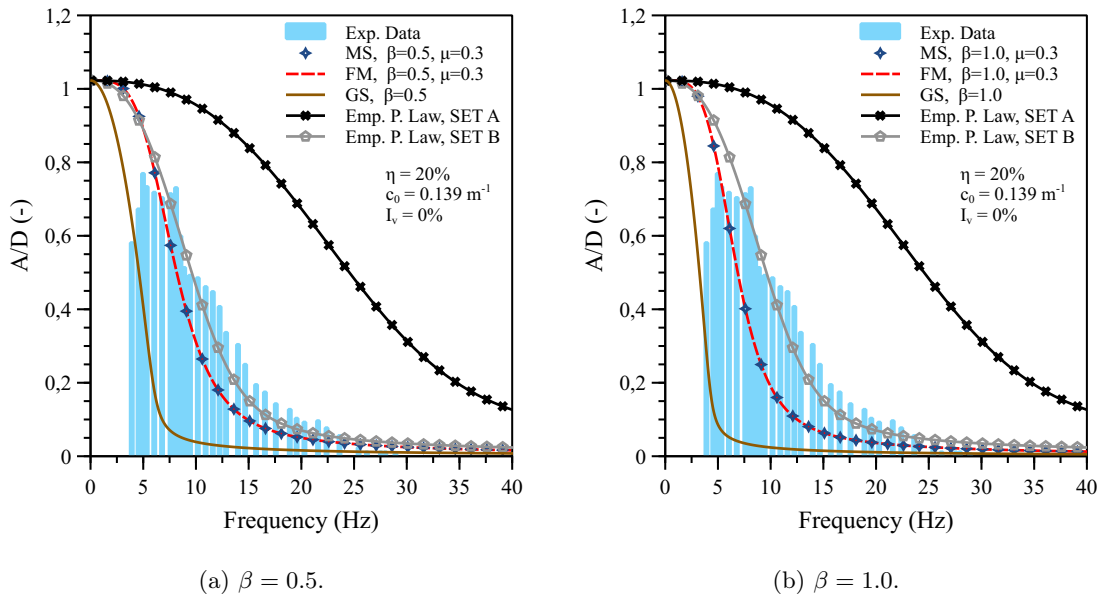 1,2
1
0,8
0,6
0,4
0,2
0
A/D (-)
Exp. Data
MS, β=0.5, μ=0.3
FM, β=0.5, μ=0.3
GS, β=0.5
Emp. P. Law, SET A
Emp. P. Law, SET B
η = 20%
c₀ = 0.139 m⁻¹
Iᵥ = 0%
0 5 10 15 20 25 30 35 40
Frequency (Hz)
(a) β = 0.5.
1,2
1
0,8
0,6
0,4
0,2
0
A/D (-)
Exp. Data
MS, β=1.0, μ=0.3
FM, β=1.0, μ=0.3
GS, β=1.0
Emp. P. Law, SET A
Emp. P. Law, SET B
η = 20%
c₀ = 0.139 m⁻¹
Iᵥ = 0%
0 5 10 15 20 25 30 35 40
Frequency (Hz)
(b) β = 1.0.